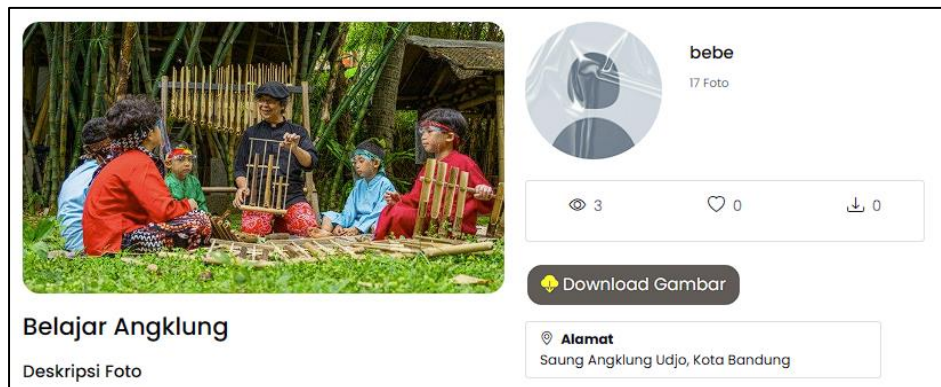 bebe
17 Foto
3
0
0
Download Gambar
Alamat
Saung Angklung Udjo, Kota Bandung
Belajar Angklung
Deskripsi Foto